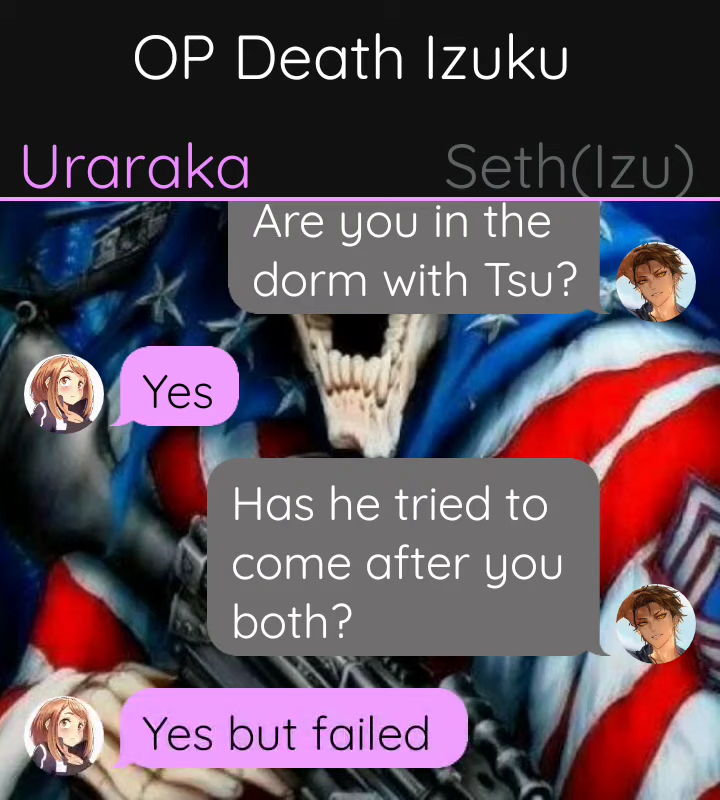 OP Death Izuku
Uraraka
Seth(Izu)
Are you in the
dorm with Tsu?
Yes
Has he tried to
come after you
both?
Yes but failed